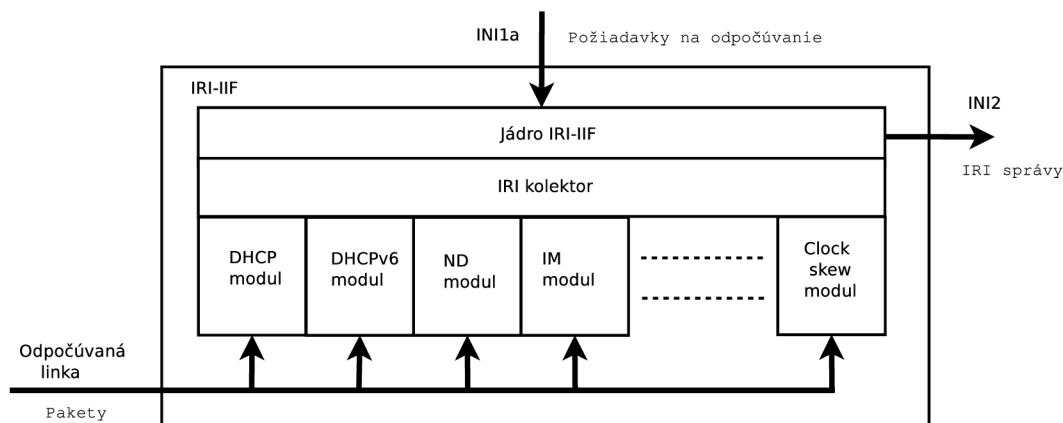 INI1a
Požiadavky na odpočúvanie
IRI-IIF
INI2
Jádro IRI-IIF
IRI správy
IRI kolektor
DHCP
modul
DHCPv6
modul
ND
modul
IM
modul
Clock
skew
modul
Odpočúvaná
linka
Pakety